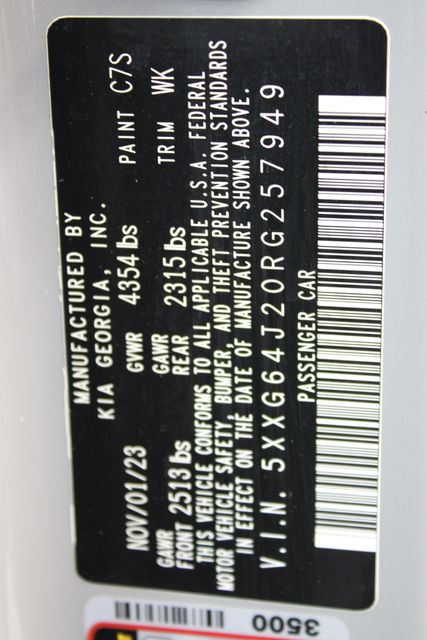 MANUFACTURED BY
KIA GEORGIA, INC.
NOV/01/23 GVWR 4354 lbs PAINT C7S
GAWR FRONT 2513 lbs GAWR REAR 2315 lbs TRIM WK
THIS VEHICLE CONFORMS TO ALL APPLICABLE U.S.A. FEDERAL
MOTOR VEHICLE SAFETY, BUMPER, AND THEFT PREVENTION STANDARDS
IN EFFECT ON THE DATE OF MANUFACTURE SHOWN ABOVE.
V.I.N. 5XXG64J20RG257949
PASSENGER CAR
3500